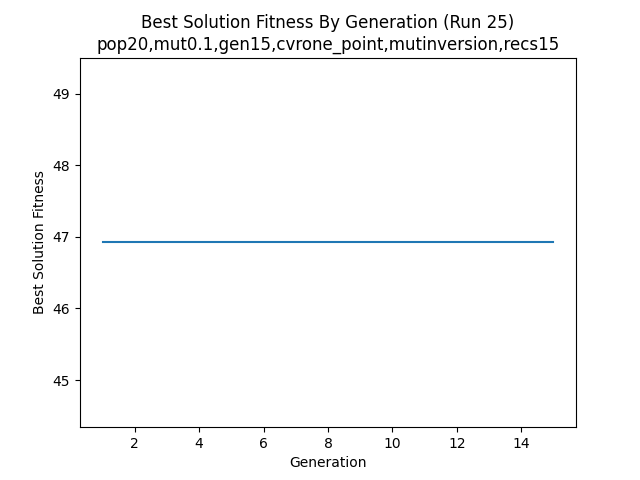 Best Solution Fitness By Generation (Run 25)
pop20,mut0.1,gen15,cvrone_point,mutinversion,recs15
49
48
47
46
45
Best Solution Fitness
2 4 6 8 10 12 14
Generation